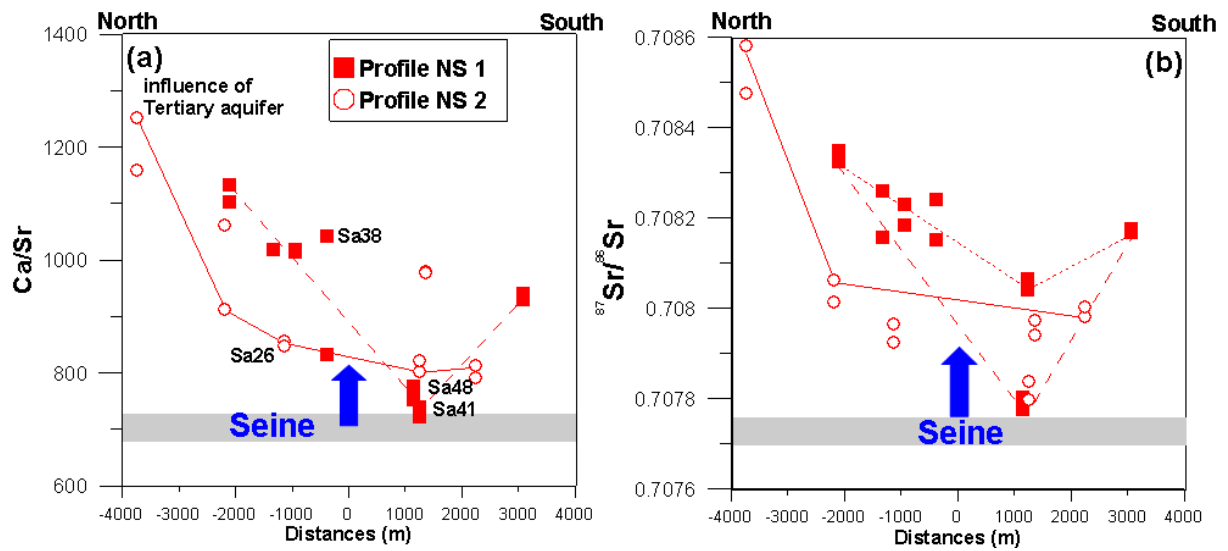 North
South
(a)
1400
1200
1000
800
600
Ca/Sr
influence of
Tertiary aquifer
Profile NS 1
Profile NS 2
Sa38
Sa26
Sa48
Sa41
Seine
-4000 -3000 -2000 -1000 0 1000 2000 3000 4000
Distances (m)
North
South
(b)
0.7086
0.7084
0.7082
0.708
0.7078
0.7076
⁸⁷Sr/⁸⁶Sr
Seine
-4000 -3000 -2000 -1000 0 1000 2000 3000 4000
Distances (m)